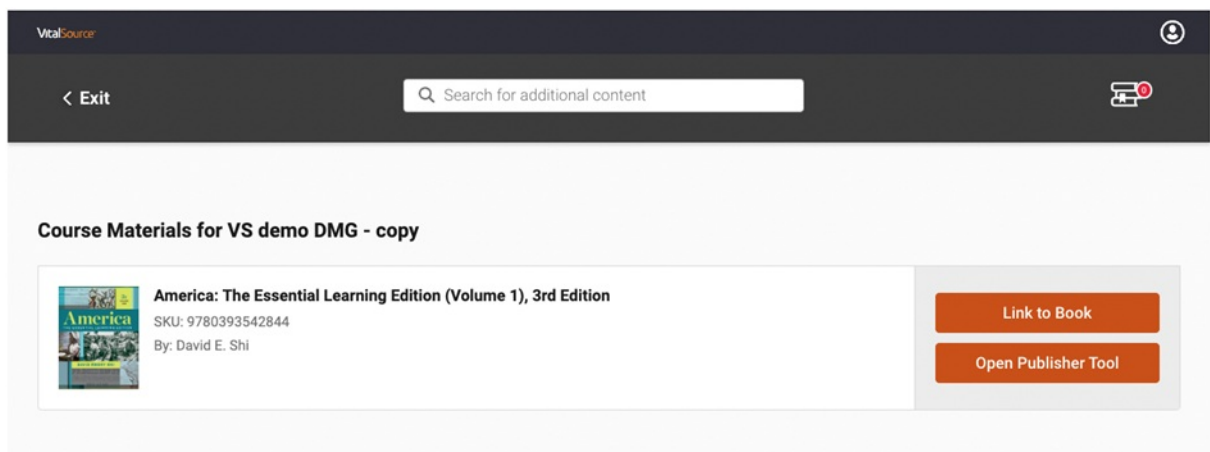 VitalSource
< Exit
Search for additional content
0
Course Materials for VS demo DMG - copy
America: The Essential Learning Edition (Volume 1), 3rd Edition
SKU: 9780393542844
By: David E. Shi
America
Link to Book
Open Publisher Tool